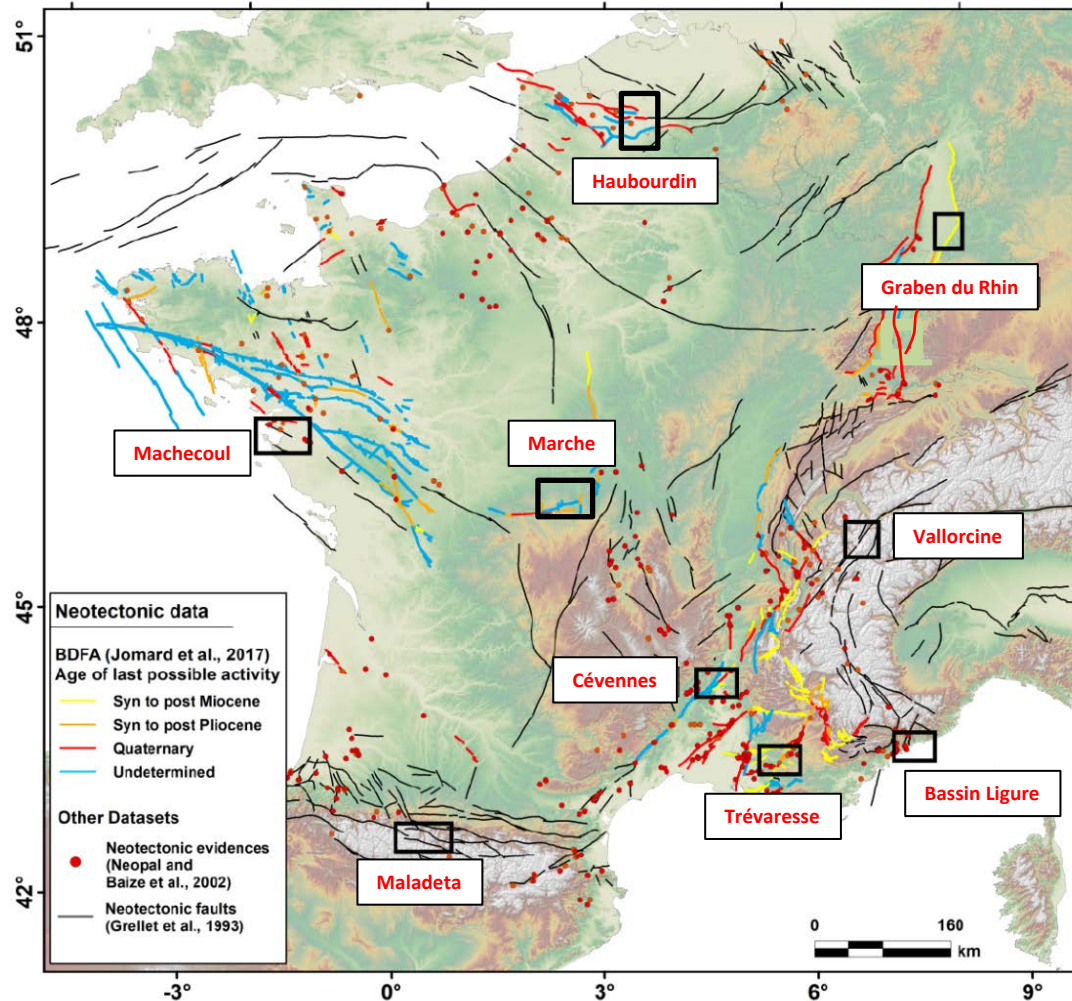 51°
48°
45°
42°
Haubourdin
Graben du Rhin
Machecoul
Marche
Vallorcine
Cévennes
Trévaresse
Bassin Ligure
Maladeta
Neotectonic data
BDFA (Jomard et al., 2017)
Age of last possible activity
Syn to post Miocene
Syn to post Pliocene
Quaternary
Undetermined
Other Datasets
Neotectonic evidences
(Neopal and
Baize et al., 2002)
Neotectonic faults
(Grellet et al., 1993)
0 160
km
-3° 0° 3° 6° 9°